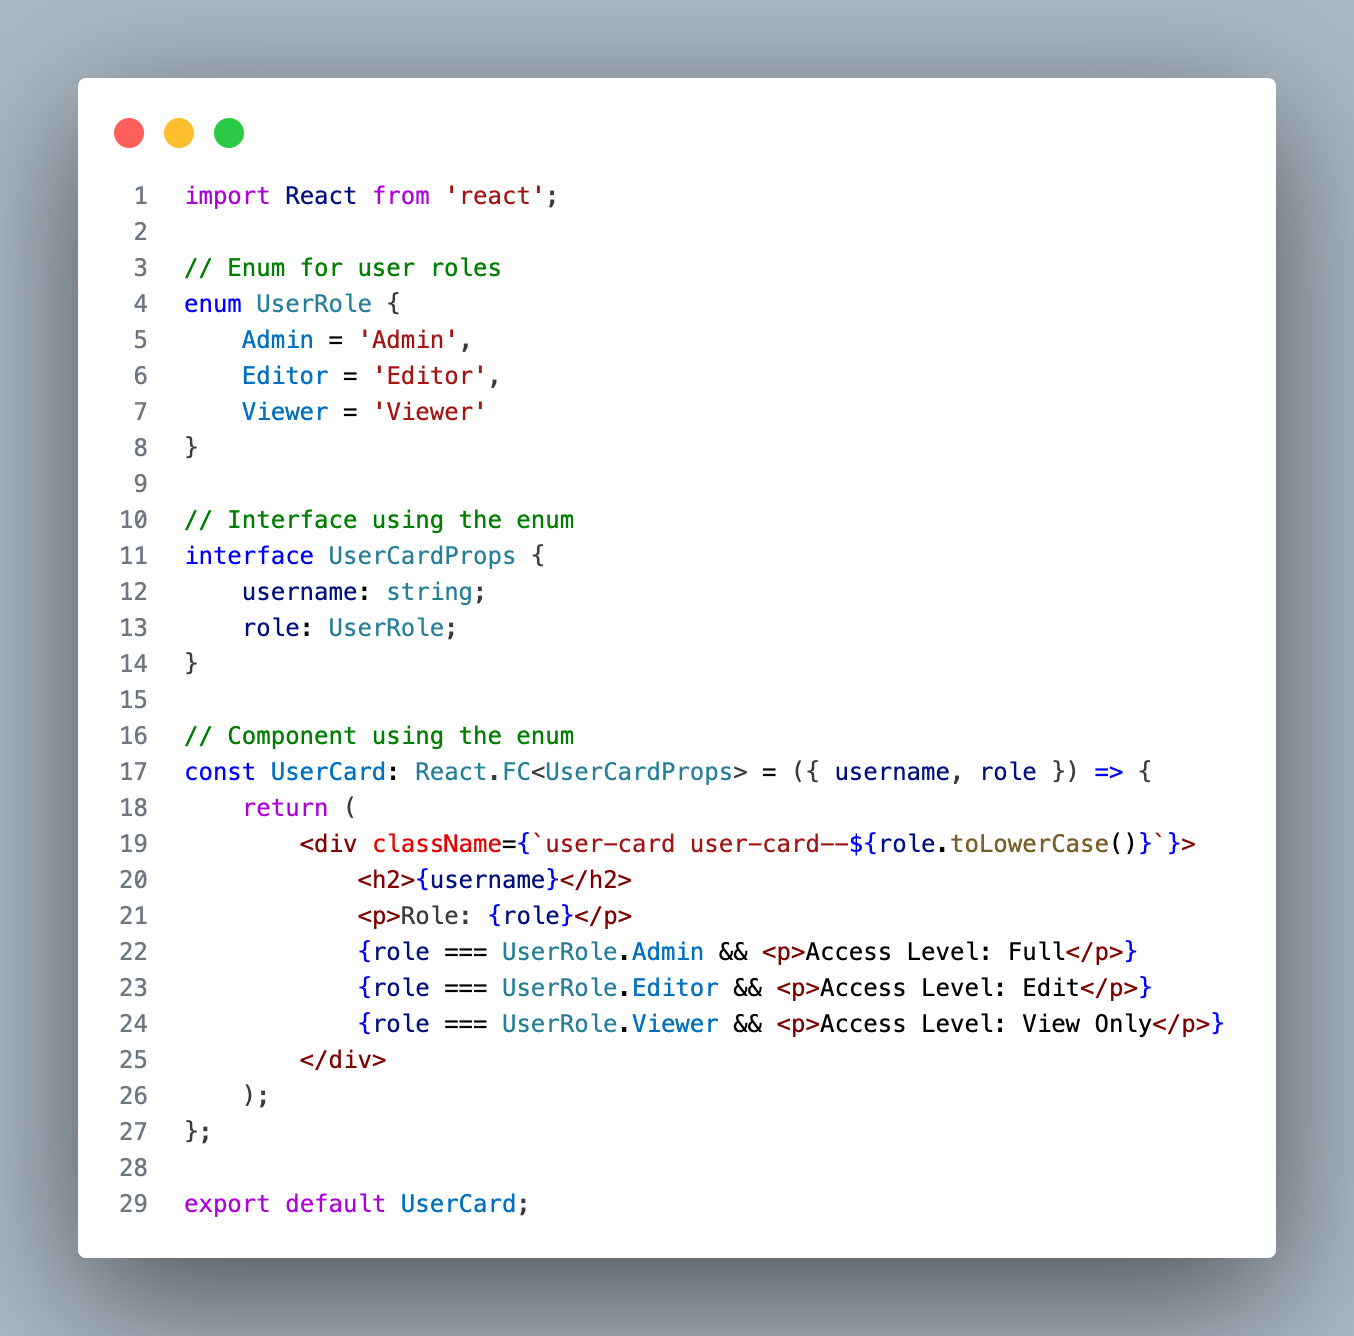 1 import React from 'react';
2
3 // Enum for user roles
4 enum UserRole {
5     Admin = 'Admin',
6     Editor = 'Editor',
7     Viewer = 'Viewer'
8 }
9
10 // Interface using the enum
11 interface UserCardProps {
12     username: string;
13     role: UserRole;
14 }
15
16 // Component using the enum
17 const UserCard: React.FC<UserCardProps> = ({ username, role }) => {
18     return (
19         <div className={`user-card user-card--${role.toLowerCase()}`}>
20             <h2>{username}</h2>
21             <p>Role: {role}</p>
22             {role === UserRole.Admin && <p>Access Level: Full</p>}
23             {role === UserRole.Editor && <p>Access Level: Edit</p>}
24             {role === UserRole.Viewer && <p>Access Level: View Only</p>}
25         </div>
26     );
27 };
28
29 export default UserCard;